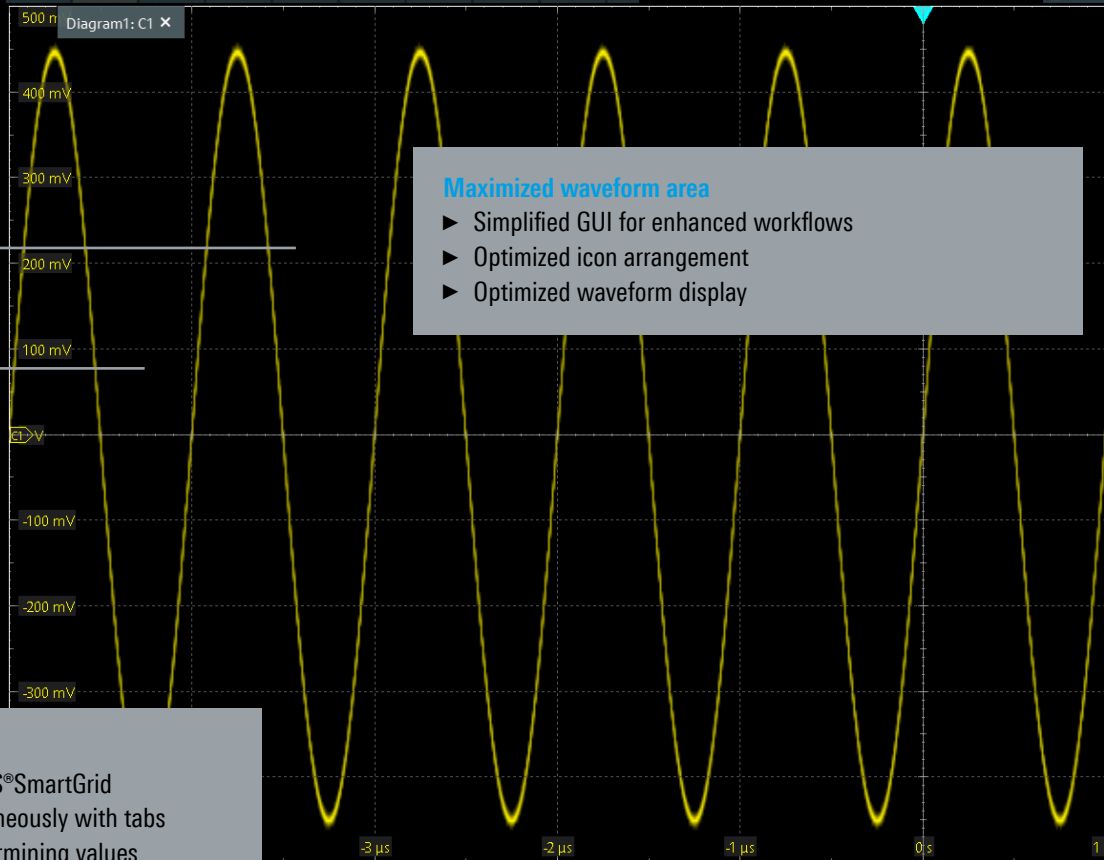 500 m
Diagram1: C1 ×
400 mV
300 mV
Maximized waveform area
► Simplified GUI for enhanced workflows
► Optimized icon arrangement
► Optimized waveform display
200 mV
100 mV
C1 V
-100 mV
-200 mV
-300 mV
S®SmartGrid
neously with tabs
rmining values
-3 µs
-2 µs
-1 µs
0 s
1